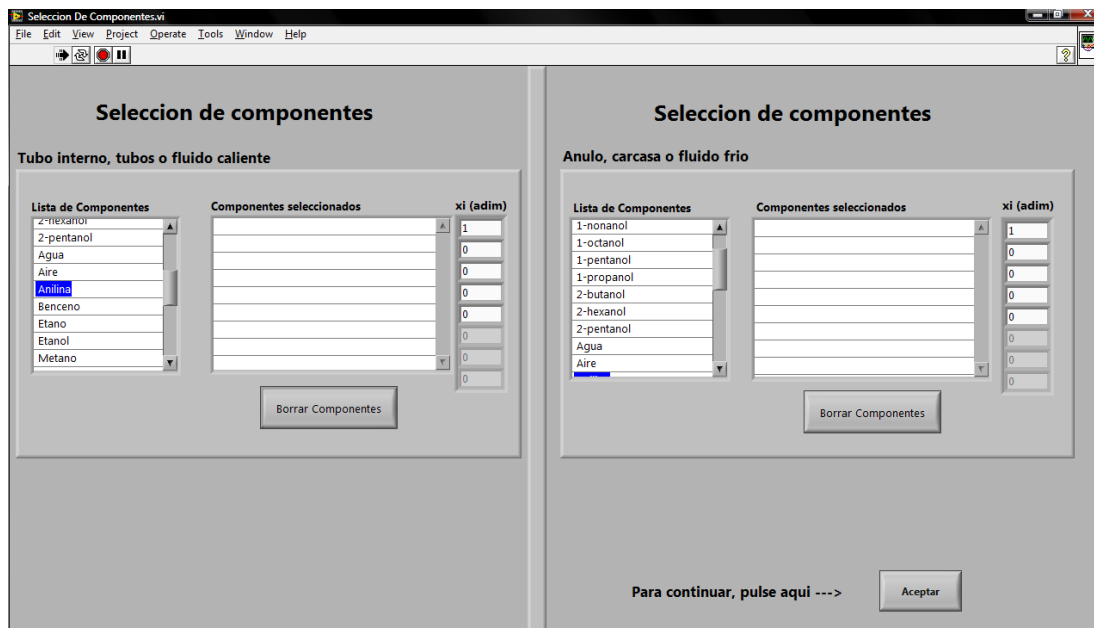 Seleccion De Componentes.vi
File Edit View Project Operate Tools Window Help
Seleccion de componentes
Tubo interno, tubos o fluido caliente
Lista de Componentes
Componentes seleccionados
xi (adim)
2-hexanol
2-pentanol
Agua
Aire
Anilina
Benceno
Etano
Etanol
Metano
1
0
0
0
0
0
0
0
Borrar Componentes
Seleccion de componentes
Anulo, carcasa o fluido frio
Lista de Componentes
Componentes seleccionados
xi (adim)
1-nonanol
1-octanol
1-pentanol
1-propanol
2-butanol
2-hexanol
2-pentanol
Agua
Aire
1
0
0
0
0
0
0
0
Borrar Componentes
Para continuar, pulse aqui --->
Aceptar